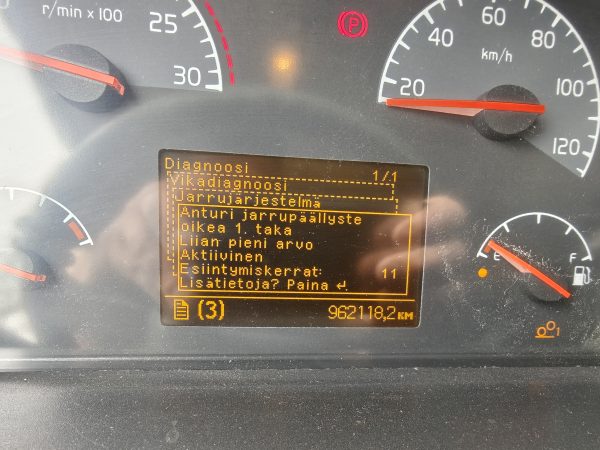 r/min x 100
25
30
P
20
40
60
80
100
120
km/h
Diagnoosi 1/1
Vikadiagnoosi
Jarrujärjestelmä
Anturi jarrupäällyste
oikea 1. taka
Liian pieni arvo
Aktiivinen
Esiintymiskerrat: 11
Lisätietoja? Paina ↵
(3) 962118,2 KM
E F
1